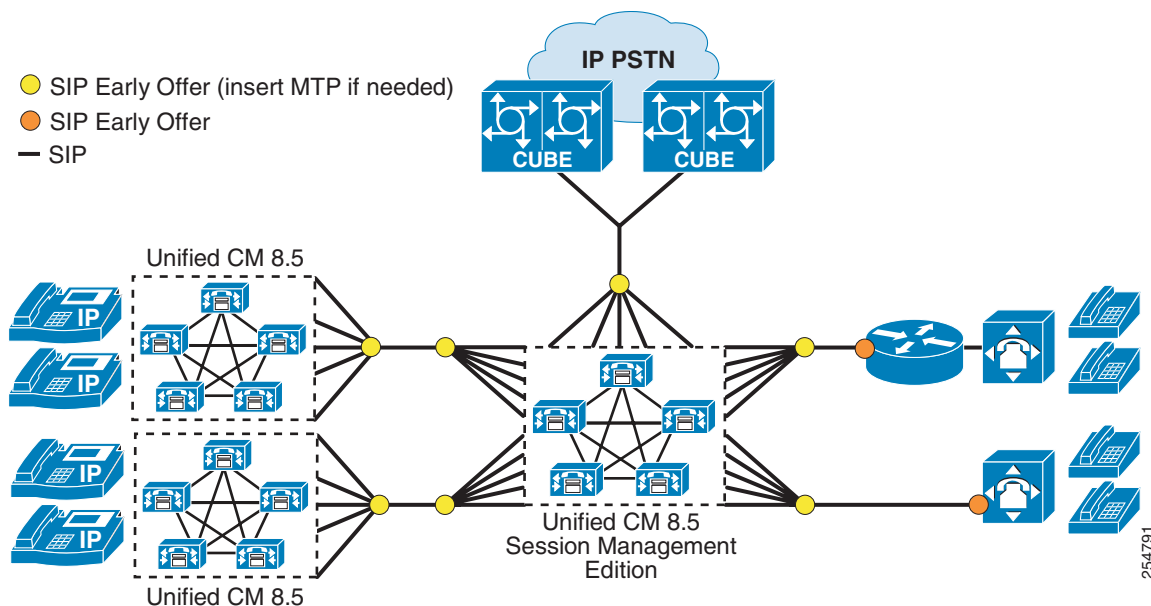 IP PSTN
SIP Early Offer (insert MTP if needed)
SIP Early Offer
SIP
CUBE
CUBE
Unified CM 8.5
IP
IP
IP
IP
Unified CM 8.5
Unified CM 8.5
Session Management
Edition
254791